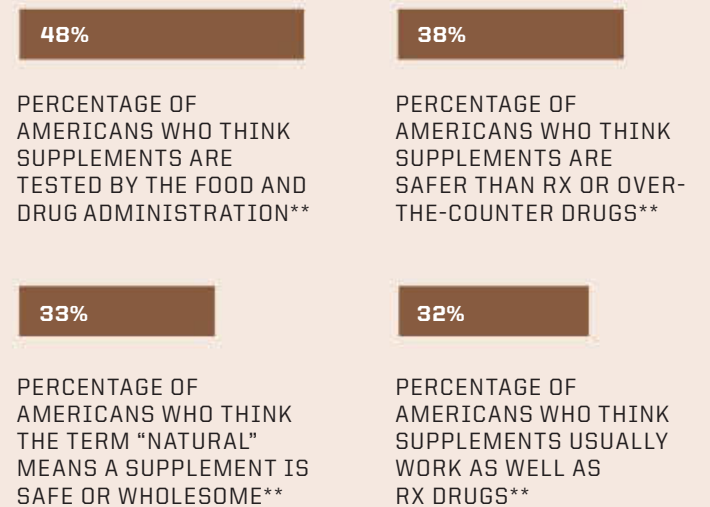 48%
PERCENTAGE OF
AMERICANS WHO THINK
SUPPLEMENTS ARE
TESTED BY THE FOOD AND
DRUG ADMINISTRATION**
38%
PERCENTAGE OF
AMERICANS WHO THINK
SUPPLEMENTS ARE
SAFER THAN RX OR OVER-
THE-COUNTER DRUGS**
33%
PERCENTAGE OF
AMERICANS WHO THINK
THE TERM “NATURAL”
MEANS A SUPPLEMENT IS
SAFE OR WHOLESOME**
32%
PERCENTAGE OF
AMERICANS WHO THINK
SUPPLEMENTS USUALLY
WORK AS WELL AS
RX DRUGS**